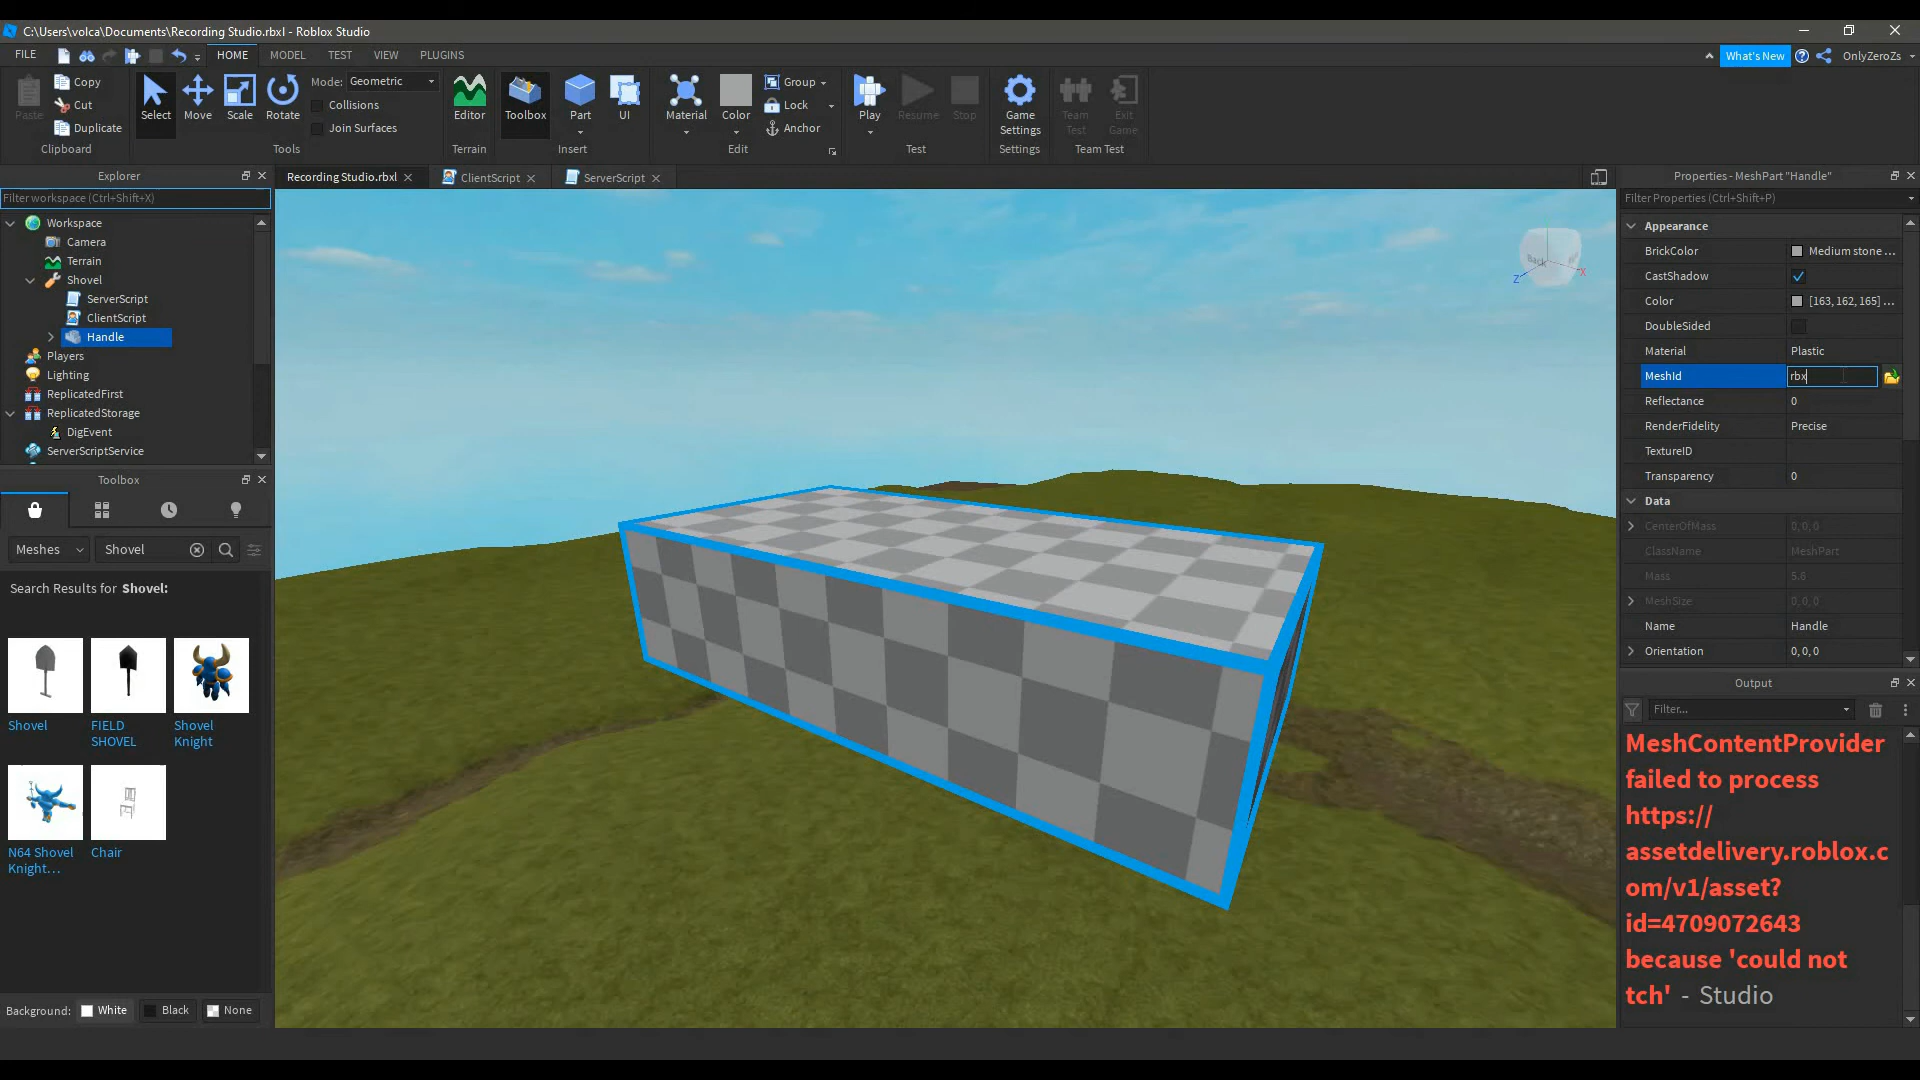 C:\Users\volca\Documents\Recording Studio.rbxl - Roblox Studio
FILE
HOME
MODEL
TEST
VIEW
PLUGINS
What's New
OnlyZeroZs
Paste
Copy
Cut
Duplicate
Clipboard
Select
Move
Scale
Rotate
Mode: Geometric
Collisions
Join Surfaces
Tools
Editor
Terrain
Toolbox
Part
UI
Insert
Material
Color
Group
Lock
Anchor
Edit
Play
Resume
Stop
Test
Game
Settings
Settings
Team
Test
Exit
Game
Team Test
Explorer
Filter workspace (Ctrl+Shift+X)
Workspace
Camera
Terrain
Shovel
ServerScript
ClientScript
Handle
Players
Lighting
ReplicatedFirst
ReplicatedStorage
DigEvent
ServerScriptService
Toolbox
Meshes
Shovel
Search Results for Shovel:
Shovel
FIELD
SHOVEL
Shovel
Knight
N64 Shovel
Knight...
Chair
Background: White Black None
Recording Studio.rbxl
ClientScript
ServerScript
Back
X
Z
Properties - MeshPart "Handle"
Filter Properties (Ctrl+Shift+P)
Appearance
BrickColor Medium stone ...
CastShadow
Color [163, 162, 165] ...
DoubleSided
Material Plastic
MeshId rbx
Reflectance 0
RenderFidelity Precise
TextureID
Transparency 0
Data
CenterOfMass 0, 0, 0
ClassName MeshPart
Mass 5.6
MeshSize 0, 0, 0
Name Handle
Orientation 0, 0, 0
Output
Filter...
MeshContentProvider
failed to process
https://
assetdelivery.roblox.c
om/v1/asset?
id=4709072643
because 'could not
tch' - Studio